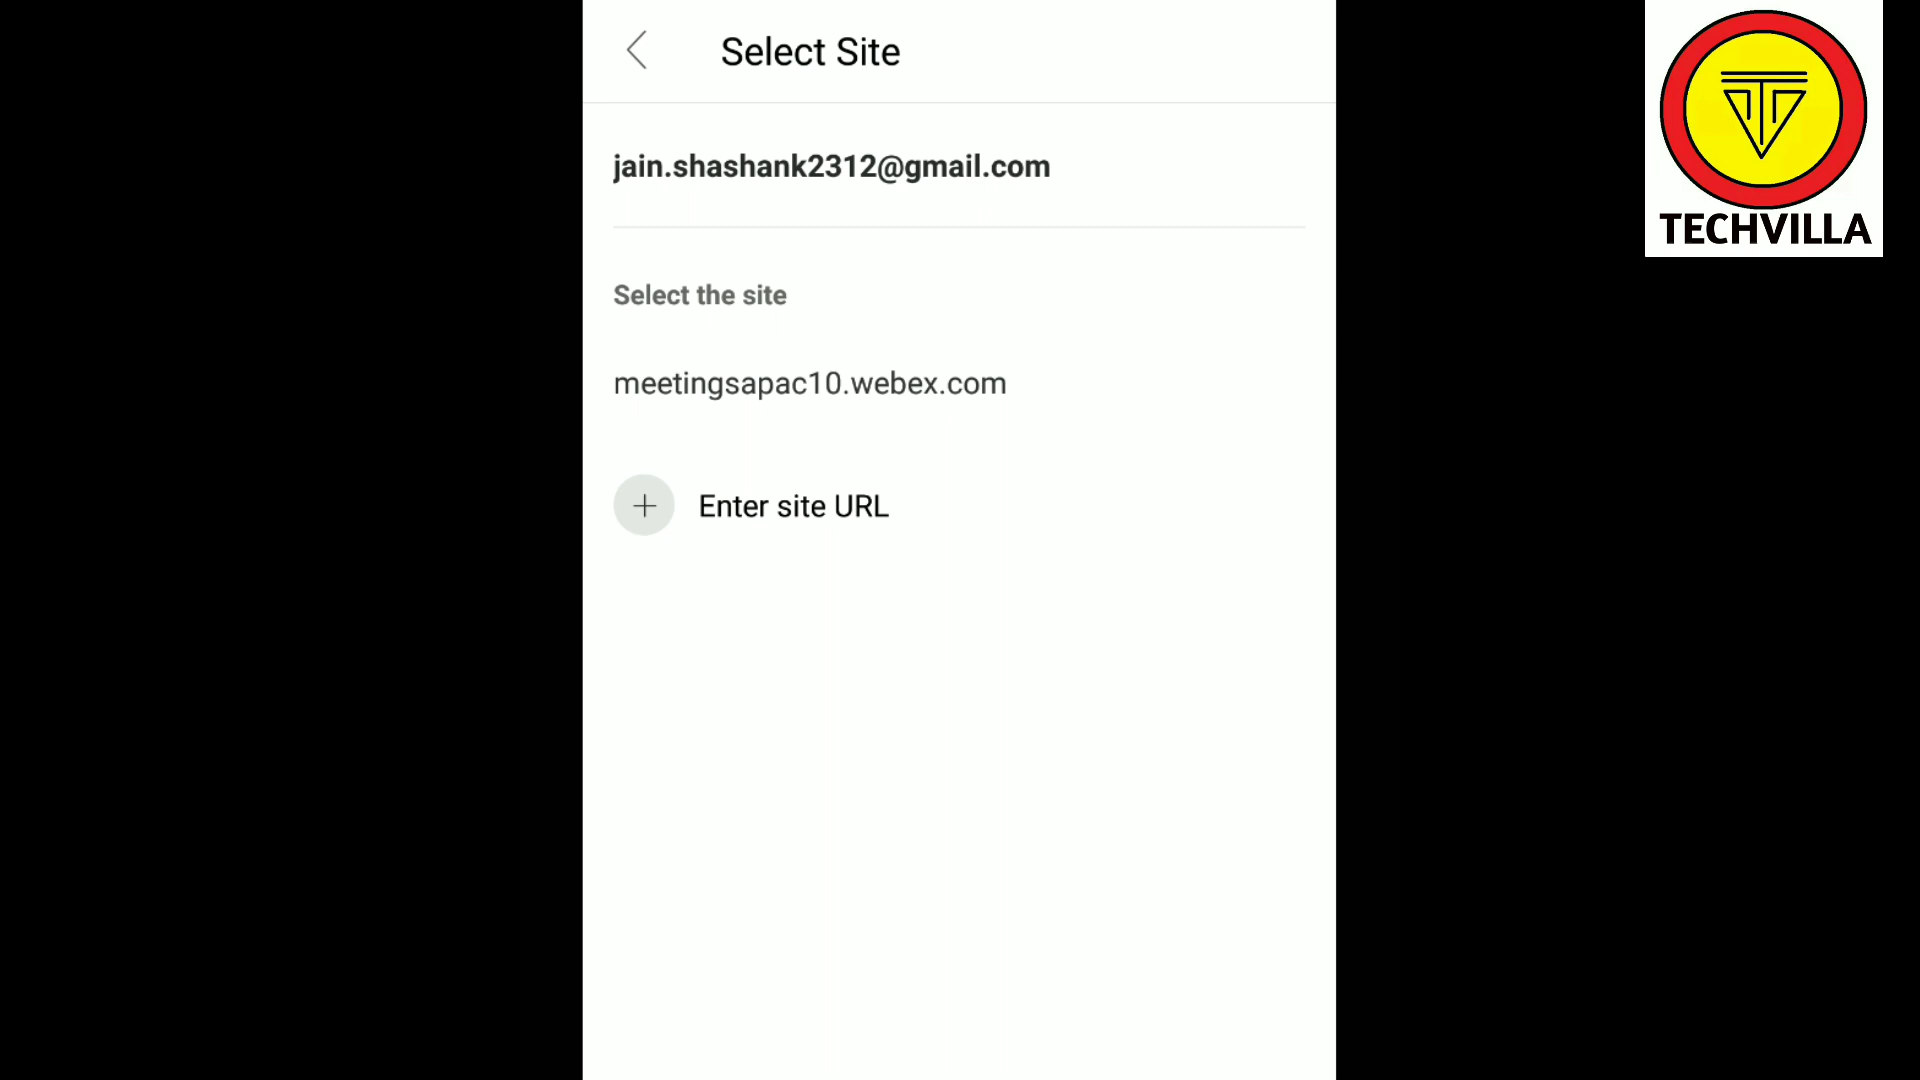 Select Site
jain.shashank2312@gmail.com
Select the site
meetingsapac10.webex.com
Enter site URL
TECHVILLA